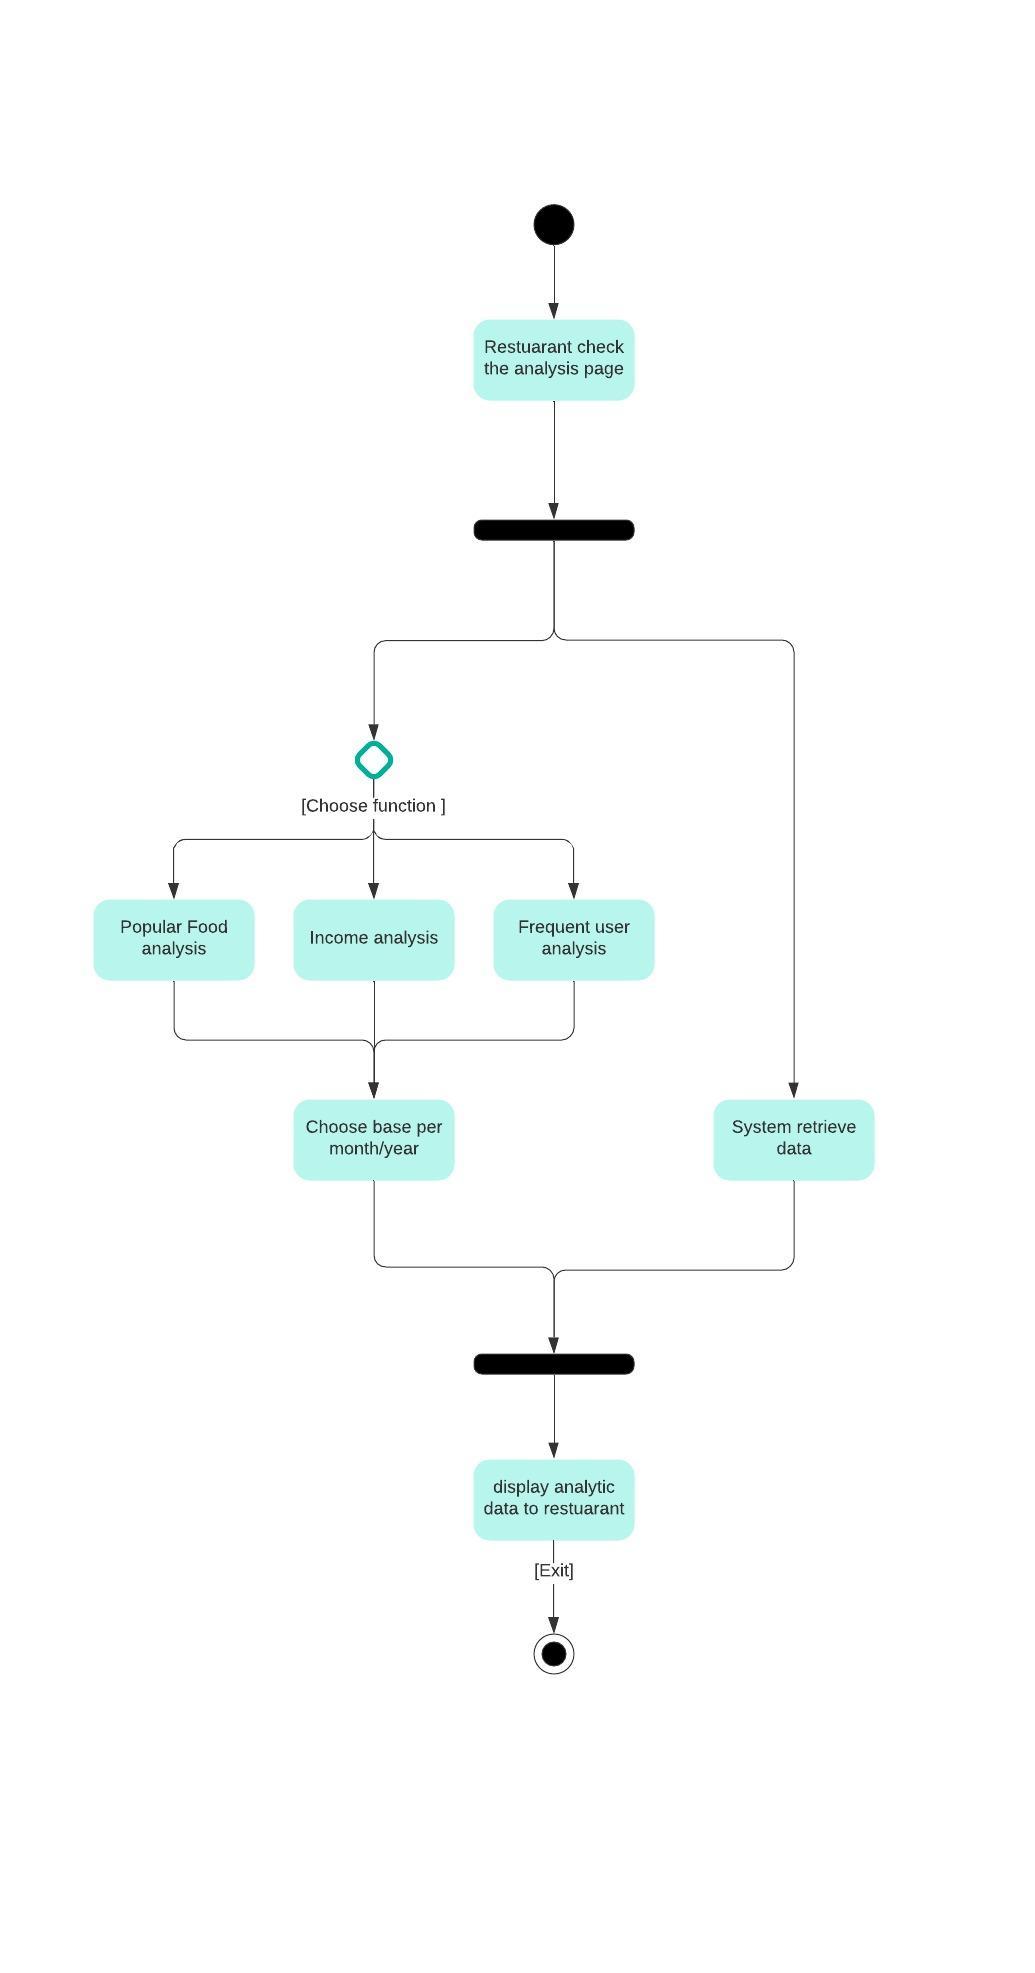 Restuarant check
the analysis page
[Choose function ]
Popular Food
analysis
Income analysis
Frequent user
analysis
Choose base per
month/year
System retrieve
data
display analytic
data to restuarant
[Exit]